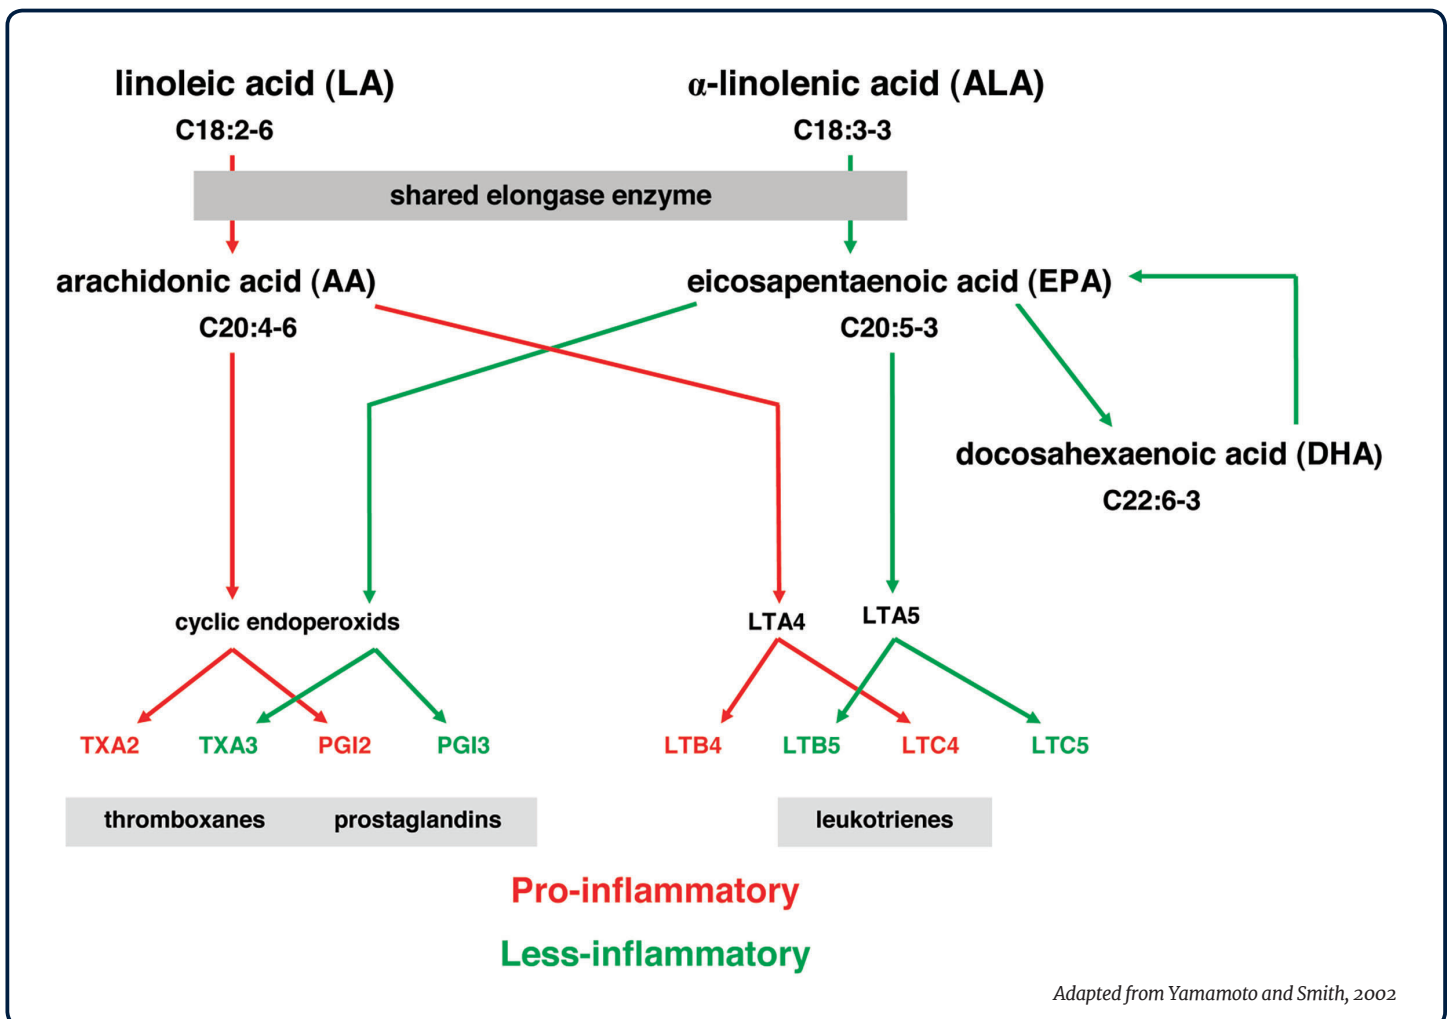 linoleic acid (LA)
α-linolenic acid (ALA)
C18:2-6
C18:3-3
shared elongase enzyme
arachidonic acid (AA)
eicosapentaenoic acid (EPA)
C20:4-6
C20:5-3
docosahexaenoic acid (DHA)
C22:6-3
cyclic endoperoxids
LTA4
LTA5
TXA2
TXA3
PGI2
PGI3
LTB4
LTB5
LTC4
LTC5
thromboxanes
prostaglandins
leukotrienes
Pro-inflammatory
Less-inflammatory
Adapted from Yamamoto and Smith, 2002